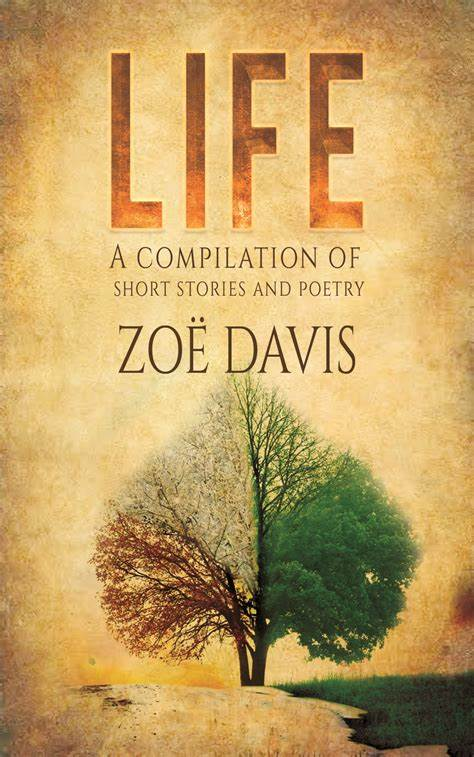 LIFE
A COMPILATION OF
SHORT STORIES AND POETRY
ZOË DAVIS